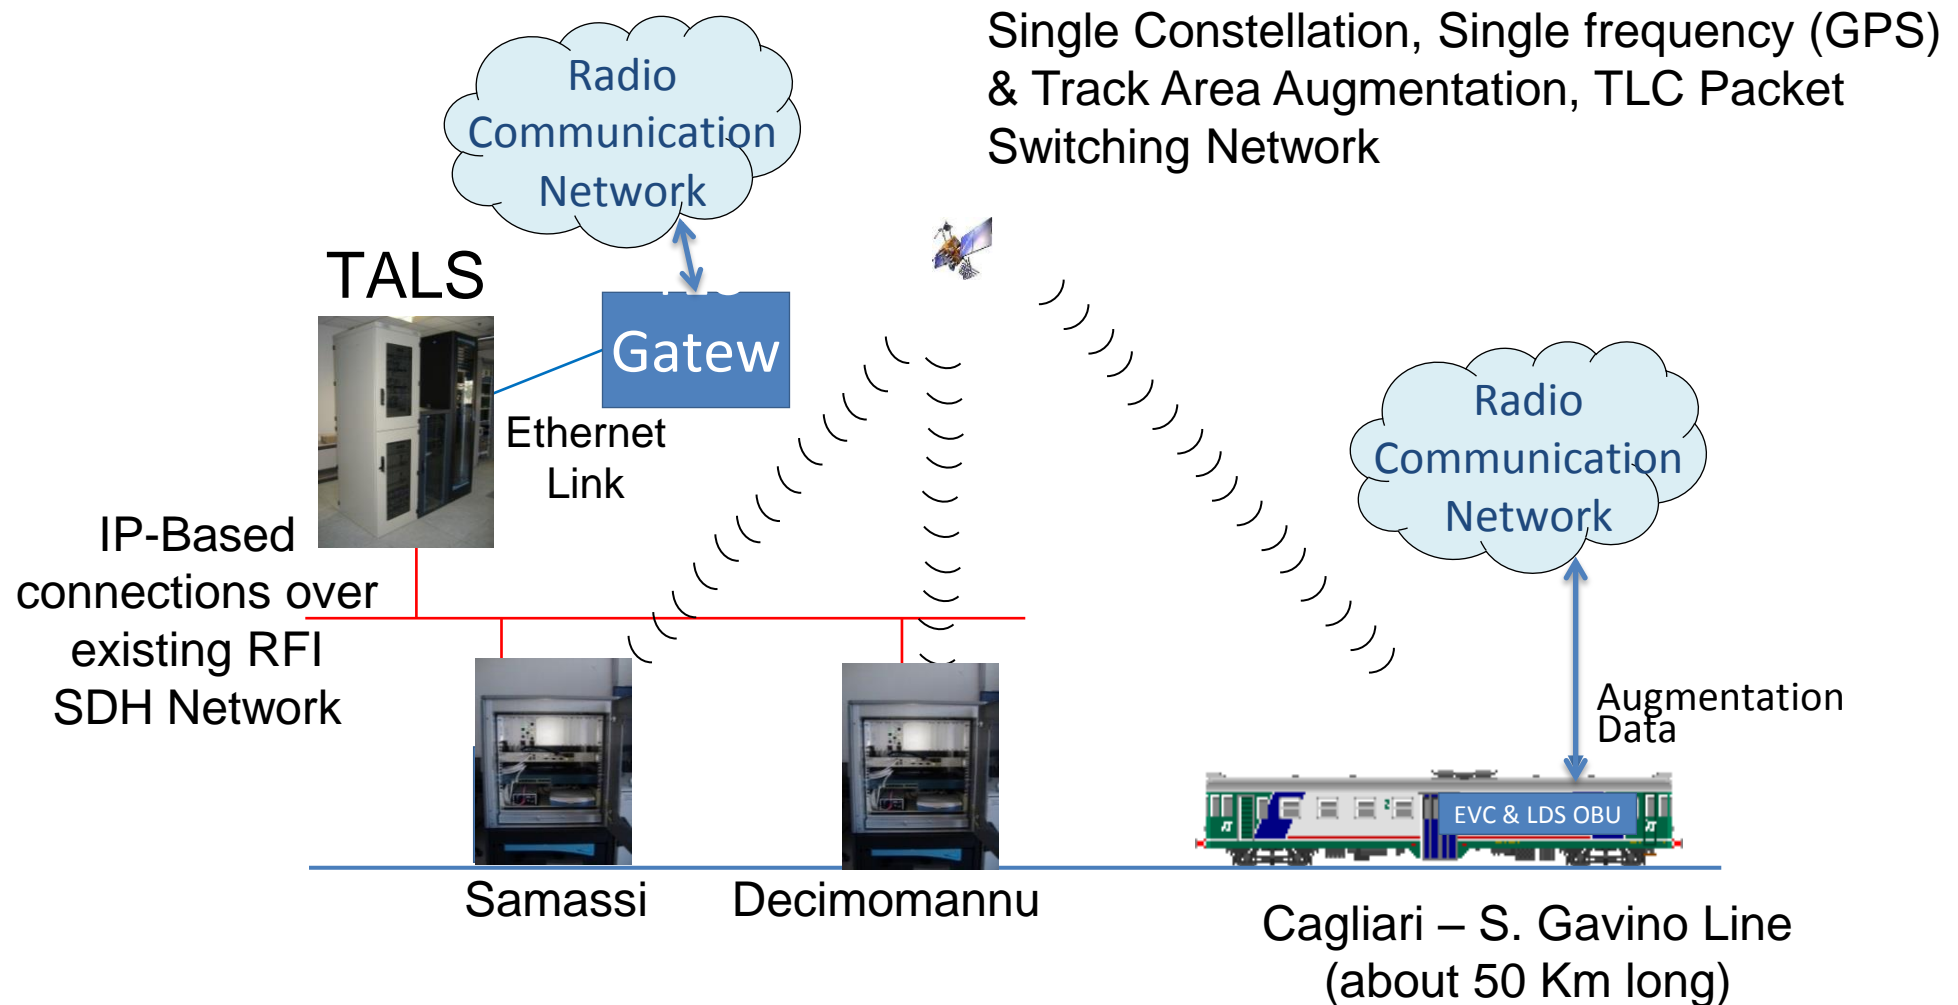 Single Constellation, Single frequency (GPS)
& Track Area Augmentation, TLC Packet
Switching Network
Radio
Communication
Network
TALS
Gatew
Ethernet
Link
Radio
Communication
Network
IP-Based
connections over
existing RFI
SDH Network
Augmentation
Data
EVC & LDS OBU
Samassi
Decimomannu
Cagliari – S. Gavino Line
(about 50 Km long)